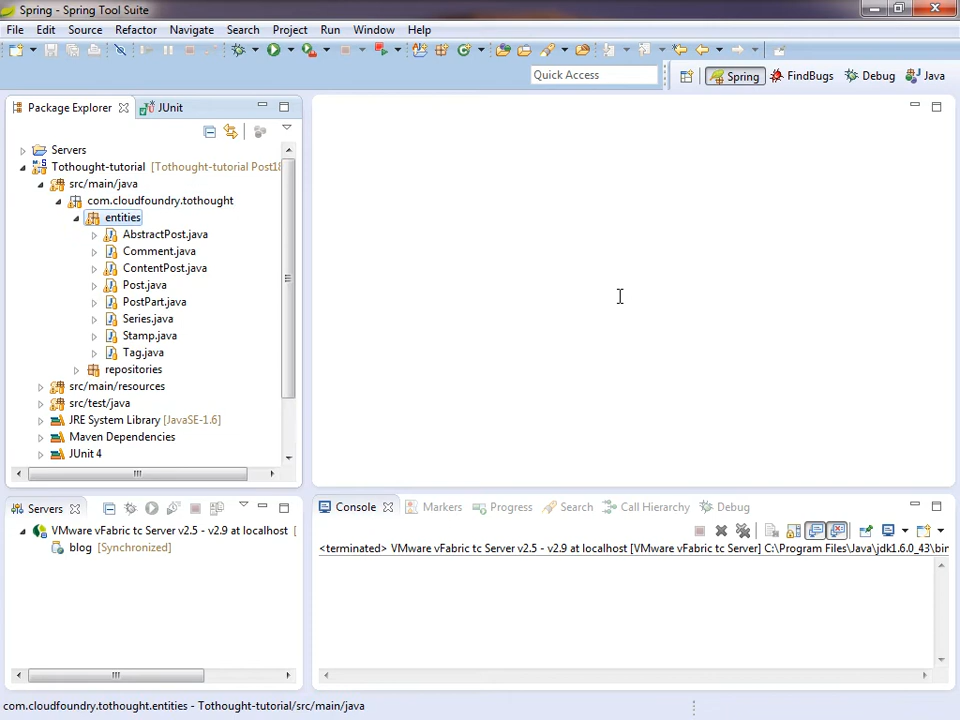 Spring - Spring Tool Suite
File Edit Source Refactor Navigate Search Project Run Window Help
Quick Access
Spring FindBugs Debug Java
Package Explorer JUnit
Servers
Tothought-tutorial [Tothought-tutorial Post18
src/main/java
com.cloudfoundry.tothought
entities
AbstractPost.java
Comment.java
ContentPost.java
Post.java
PostPart.java
Series.java
Stamp.java
Tag.java
repositories
src/main/resources
src/test/java
JRE System Library [JavaSE-1.6]
Maven Dependencies
JUnit 4
Servers
VMware vFabric tc Server v2.5 - v2.9 at localhost [
blog [Synchronized]
Console Markers Progress Search Call Hierarchy Debug
<terminated> VMware vFabric tc Server v2.5 - v2.9 at localhost [VMware vFabric tc Server] C:\Program Files\Java\jdk1.6.0_43\bin
com.cloudfoundry.tothought.entities - Tothought-tutorial/src/main/java